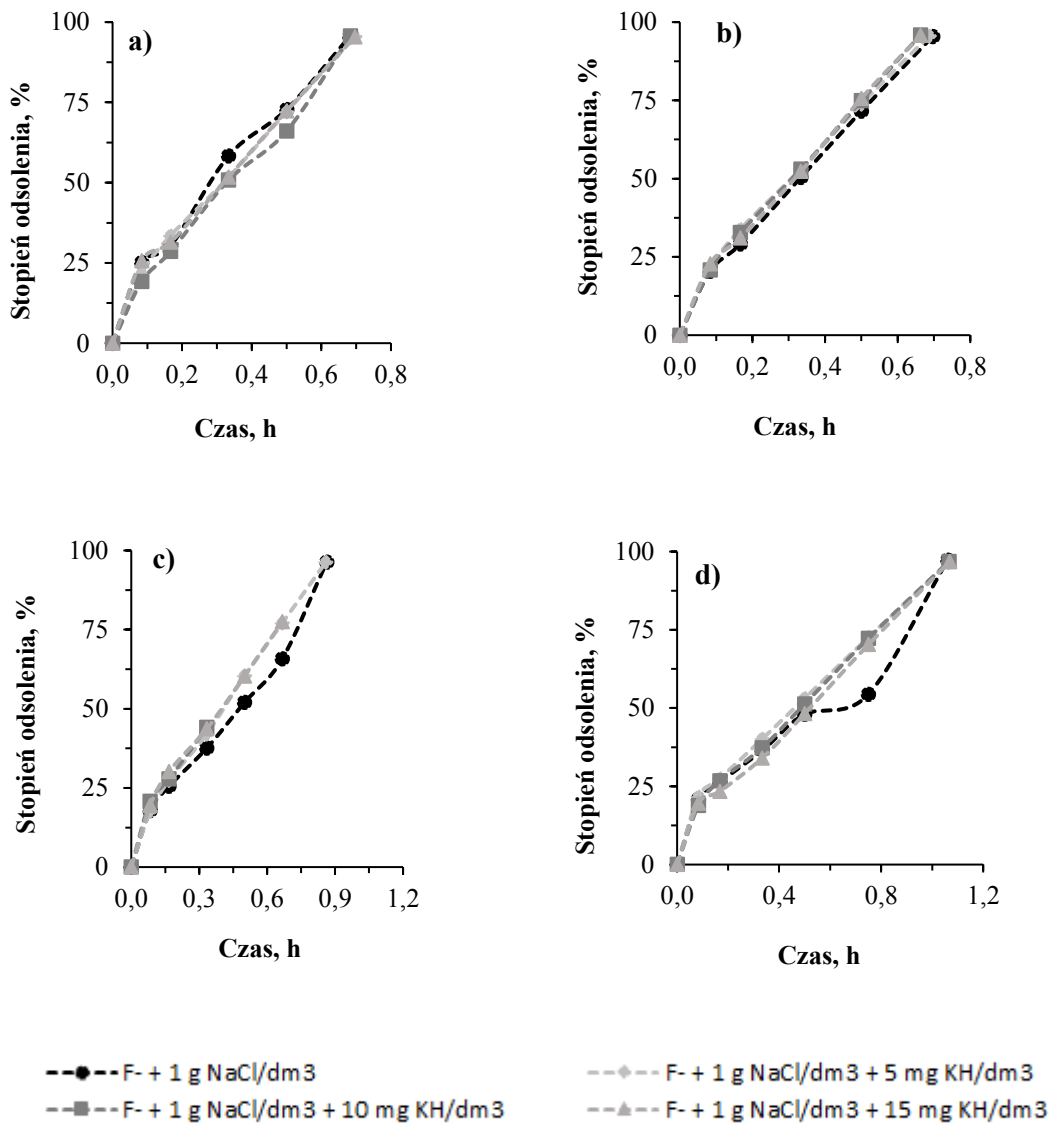 a)
Stopień odsolenia, %
100
75
50
25
0
0,0 0,2 0,4 0,6 0,8
Czas, h
b)
Stopień odsolenia, %
100
75
50
25
0
0,0 0,2 0,4 0,6 0,8
Czas, h
c)
Stopień odsolenia, %
100
75
50
25
0
0,0 0,3 0,6 0,9 1,2
Czas, h
d)
Stopień odsolenia, %
100
75
50
25
0
0,0 0,4 0,8 1,2
Czas, h
F- + 1 g NaCl/dm3
F- + 1 g NaCl/dm3 + 5 mg KH/dm3
F- + 1 g NaCl/dm3 + 10 mg KH/dm3
F- + 1 g NaCl/dm3 + 15 mg KH/dm3